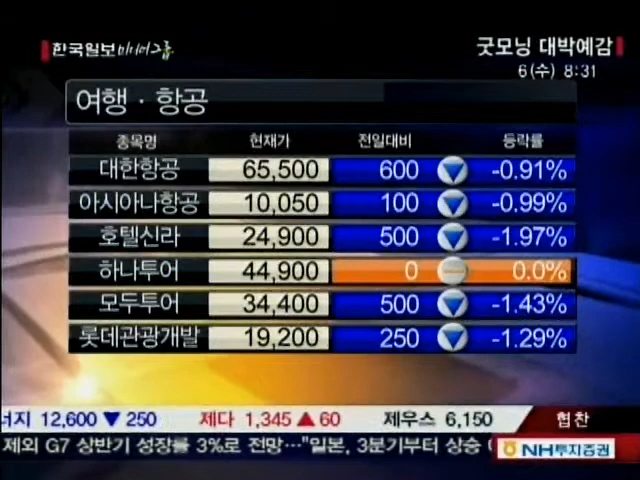 한국일보 미디어그룹
굿모닝 대박예감
6(수) 8:31
여행 · 항공
종목명 현재가 전일대비 등락률
대한항공 65,500 600 ▼ -0.91%
아시아나항공 10,050 100 ▼ -0.99%
호텔신라 24,900 500 ▼ -1.97%
하나투어 44,900 0 - 0.0%
모두투어 34,400 500 ▼ -1.43%
롯데관광개발 19,200 250 ▼ -1.29%
너지 12,600 ▼ 250 제다 1,345 ▲ 60 제우스 6,150 협찬
제외 G7 상반기 성장률 3%로 전망…"일본, 3분기부터 상승
NH투자증권